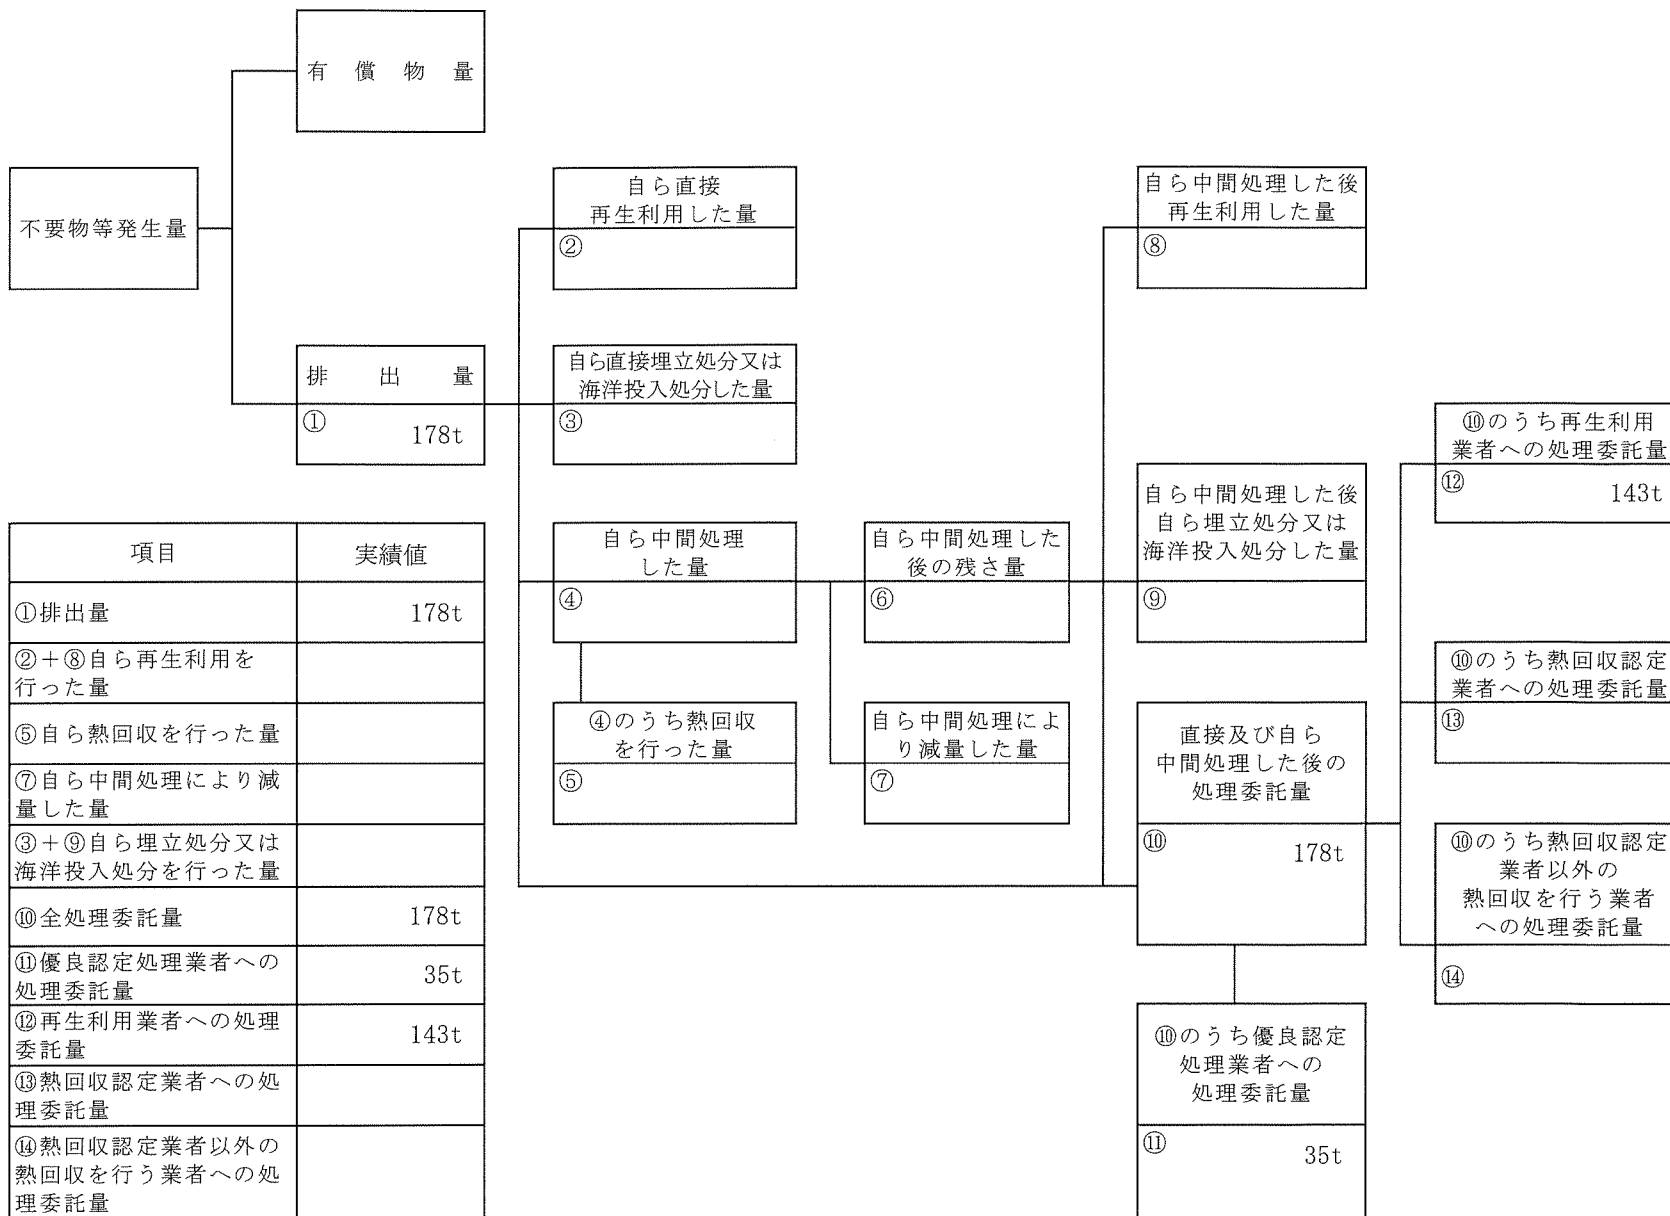 有償物量
不要物等発生量
排出量
①
178t
自ら直接
再生利用した量
②
自ら直接埋立処分又は
海洋投入処分した量
③
自ら中間処理
した量
④
④のうち熱回収
を行った量
⑤
自ら中間処理した
後の残さ量
⑥
自ら中間処理によ
り減量した量
⑦
自ら中間処理した後
再生利用した量
⑧
自ら中間処理した後
自ら埋立処分又は
海洋投入処分した量
⑨
直接及び自ら
中間処理した後の
処理委託量
⑩
178t
⑩のうち優良認定
処理業者への
処理委託量
⑪
35t
⑩のうち再生利用
業者への処理委託量
⑫
143t
⑩のうち熱回収認定
業者への処理委託量
⑬
⑩のうち熱回収認定
業者以外の
熱回収を行う業者
への処理委託量
⑭
項目 実績値
①排出量 178t
②+⑧自ら再生利用を
行った量
⑤自ら熱回収を行った量
⑦自ら中間処理により減
量した量
③+⑨自ら埋立処分又は
海洋投入処分を行った量
⑩全処理委託量 178t
⑪優良認定処理業者への
処理委託量 35t
⑫再生利用業者への処理
委託量 143t
⑬熱回収認定業者への処
理委託量
⑭熱回収認定業者以外の
熱回収を行う業者への処
理委託量